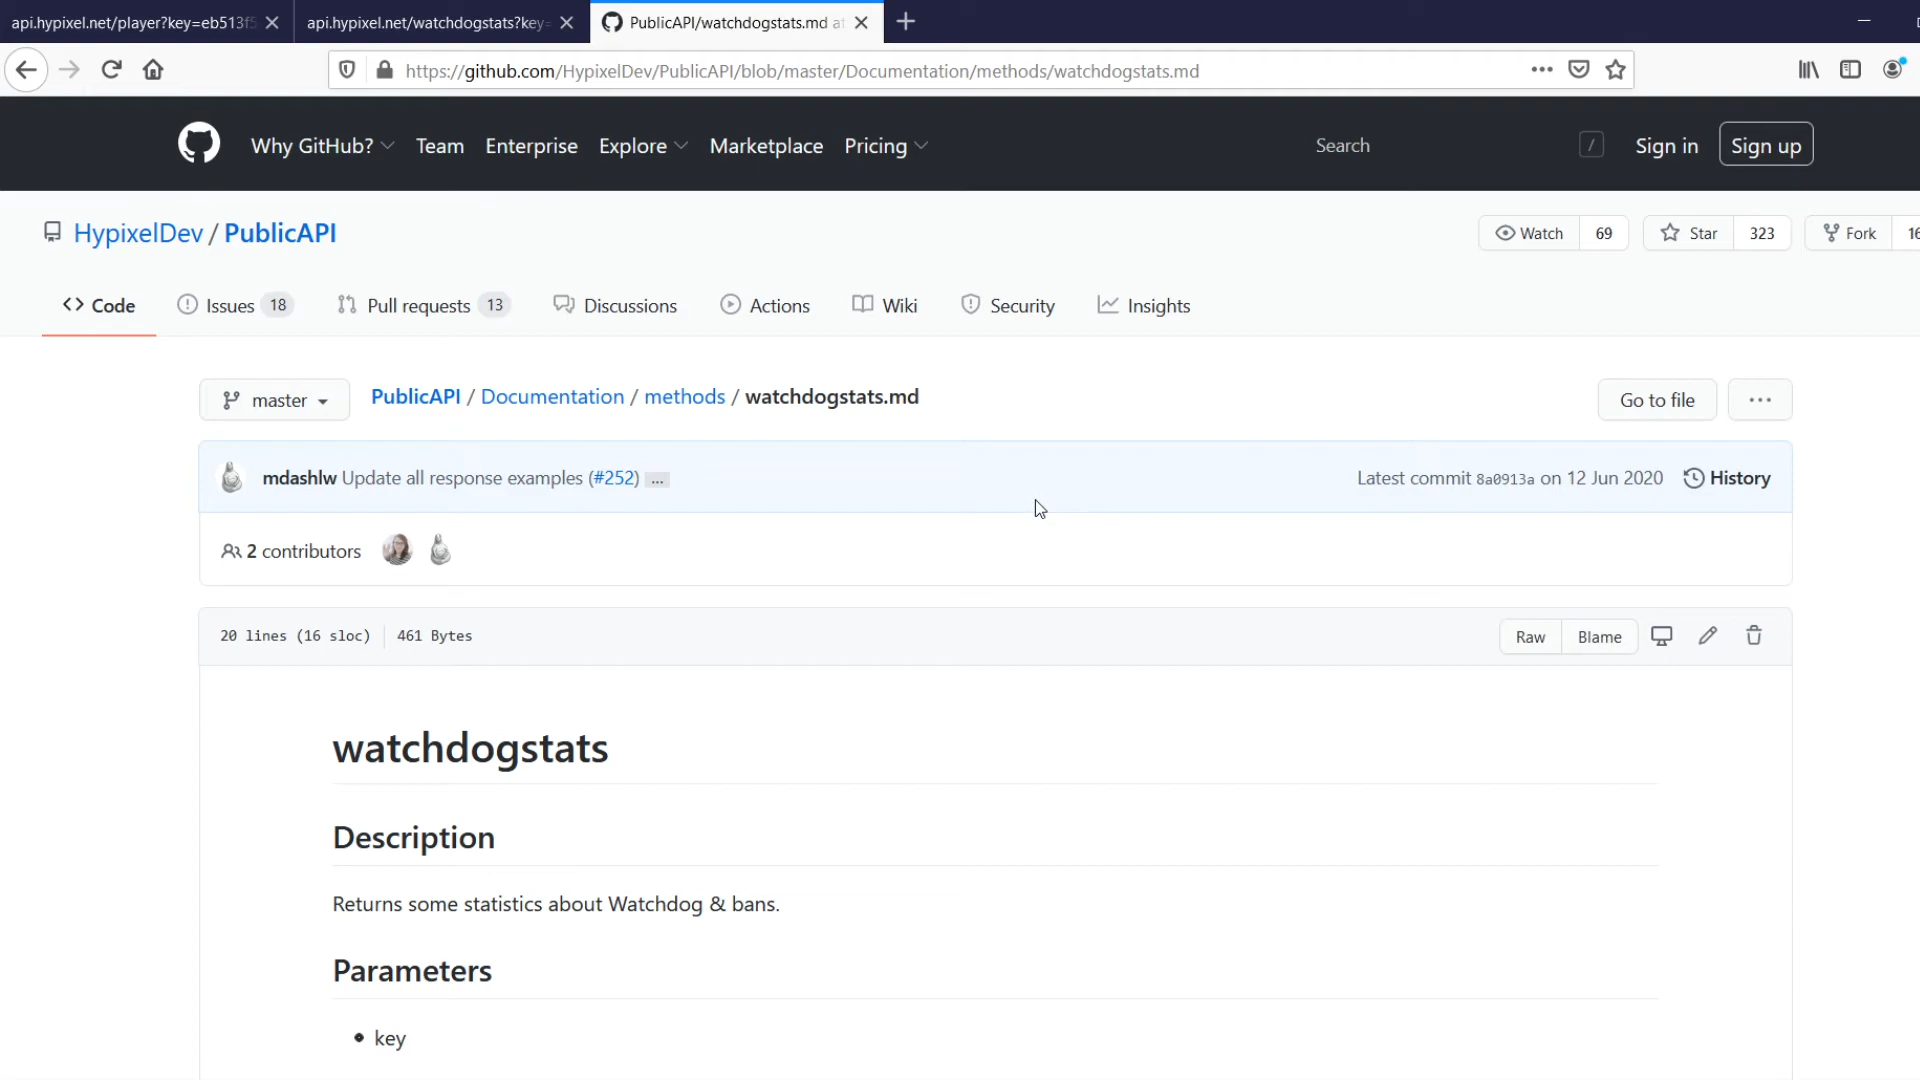 api.hypixel.net/player?key=eb513f5
api.hypixel.net/watchdogstats?key=
PublicAPI/watchdogstats.md at
https://github.com/HypixelDev/PublicAPI/blob/master/Documentation/methods/watchdogstats.md
Why GitHub? Team Enterprise Explore Marketplace Pricing Search / Sign in Sign up
HypixelDev / PublicAPI Watch 69 Star 323 Fork 16
Code Issues 18 Pull requests 13 Discussions Actions Wiki Security Insights
master PublicAPI / Documentation / methods / watchdogstats.md Go to file ...
mdashlw Update all response examples (#252) ... Latest commit 8a0913a on 12 Jun 2020 History
2 contributors
20 lines (16 sloc) 461 Bytes Raw Blame
watchdogstats
Description
Returns some statistics about Watchdog & bans.
Parameters
• key